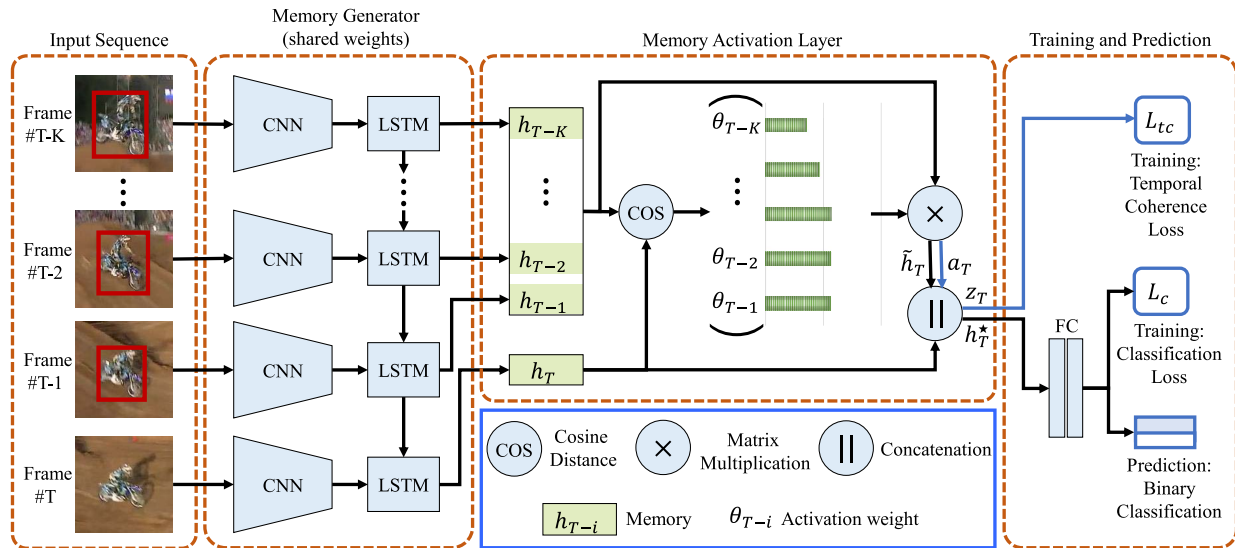 Input Sequence
Memory Generator
(shared weights)
Memory Activation Layer
Training and Prediction
Frame
#T-K
CNN
LSTM
h_{T−K}
θ_{T−K}
L_{tc}
Training:
Temporal
Coherence
Loss
COS
×
Frame
#T-2
CNN
LSTM
h_{T−2}
θ_{T−2}
h̃_T
a_T
h_{T−1}
θ_{T−1}
||
z_T
h_T^★
L_c
Training:
Classification
Loss
FC
Frame
#T-1
CNN
LSTM
h_T
Frame
#T
CNN
LSTM
COS
Cosine
Distance
×
Matrix
Multiplication
||
Concatenation
h_{T−i}
Memory
θ_{T−i} Activation weight
Prediction:
Binary
Classification